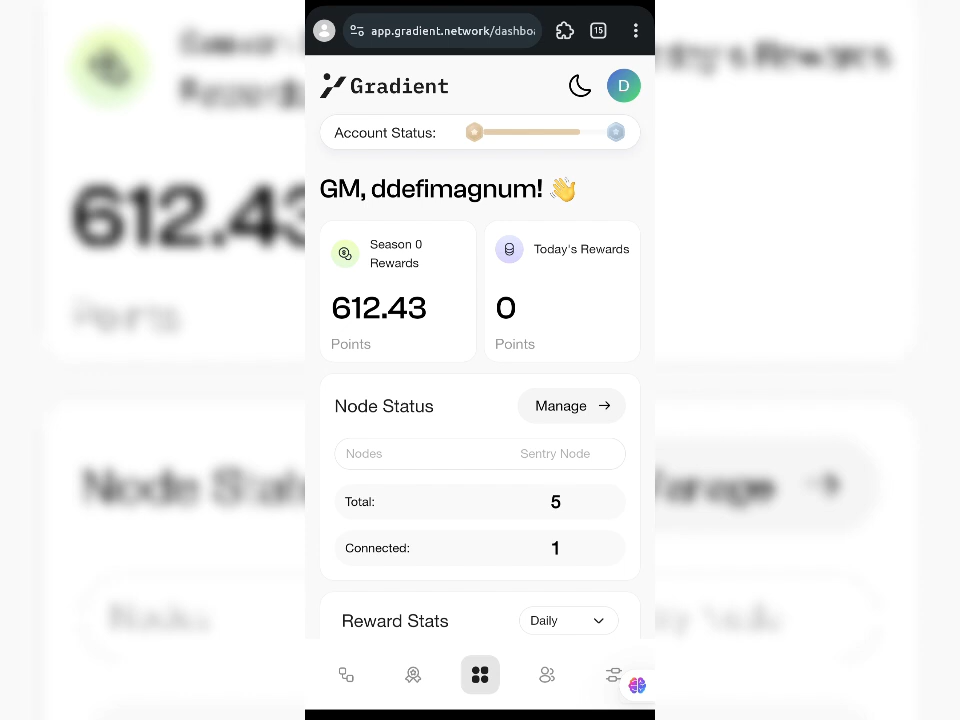 app.gradient.network/dashbo
15
Gradient
D
Account Status:
GM, ddefimagnum! 👋
Season 0
Rewards
612.43
Points
Today's Rewards
0
Points
Node Status
Manage →
Nodes
Sentry Node
Total:
5
Connected:
1
Reward Stats
Daily